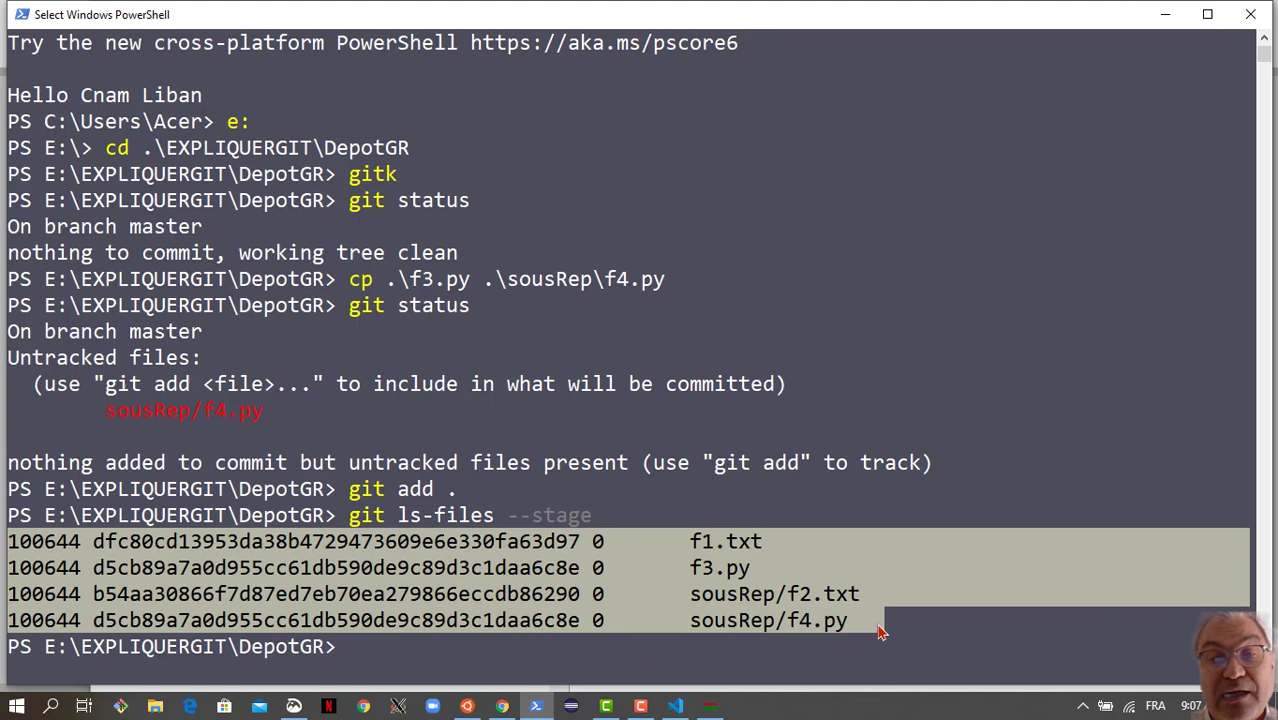 Select Windows PowerShell
Try the new cross-platform PowerShell https://aka.ms/pscore6
Hello Cnam Liban
PS C:\Users\Acer> e:
PS E:\> cd .\EXPLIQUERGIT\DepotGR
PS E:\EXPLIQUERGIT\DepotGR> gitk
PS E:\EXPLIQUERGIT\DepotGR> git status
On branch master
nothing to commit, working tree clean
PS E:\EXPLIQUERGIT\DepotGR> cp .\f3.py .\sousRep\f4.py
PS E:\EXPLIQUERGIT\DepotGR> git status
On branch master
Untracked files:
  (use "git add <file>..." to include in what will be committed)
        sousRep/f4.py
nothing added to commit but untracked files present (use "git add" to track)
PS E:\EXPLIQUERGIT\DepotGR> git add .
PS E:\EXPLIQUERGIT\DepotGR> git ls-files --stage
100644 dfc80cd13953da38b4729473609e6e330fa63d97 0       f1.txt
100644 d5cb89a7a0d955cc61db590de9c89d3c1daa6c8e 0       f3.py
100644 b54aa30866f7d87ed7eb70ea279866eccdb86290 0       sousRep/f2.txt
100644 d5cb89a7a0d955cc61db590de9c89d3c1daa6c8e 0       sousRep/f4.py
PS E:\EXPLIQUERGIT\DepotGR>
FRA 9:07